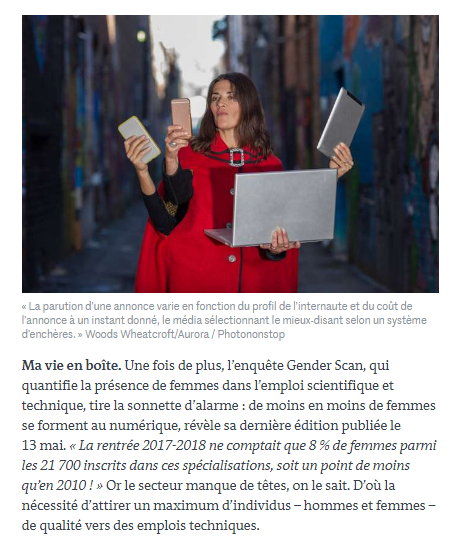 « La parution d'une annonce varie en fonction du profil de l'internaute et du coût de
l'annonce à un instant donné, le média sélectionnant le mieux-disant selon un système
d'enchères. » Woods Wheatcroft/Aurora / Photononstop
Ma vie en boîte. Une fois de plus, l'enquête Gender Scan, qui
quantifie la présence de femmes dans l'emploi scientifique et
technique, tire la sonnette d'alarme : de moins en moins de femmes
se forment au numérique, révèle sa dernière édition publiée le
13 mai. « La rentrée 2017-2018 ne comptait que 8 % de femmes parmi
les 21 700 inscrits dans ces spécialisations, soit un point de moins
qu'en 2010 ! » Or le secteur manque de têtes, on le sait. D'où la
nécessité d'attirer un maximum d'individus – hommes et femmes –
de qualité vers des emplois techniques.